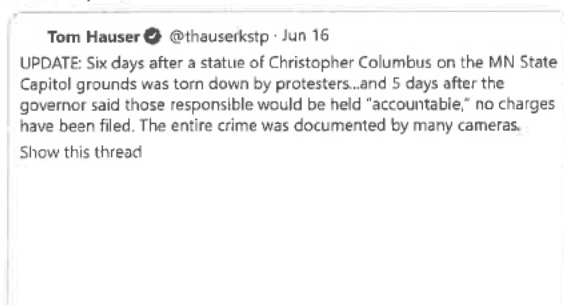 Tom Hauser @thauserkstp · Jun 16
UPDATE: Six days after a statue of Christopher Columbus on the MN State
Capitol grounds was torn down by protesters...and 5 days after the
governor said those responsible would be held "accountable," no charges
have been filed. The entire crime was documented by many cameras.
Show this thread